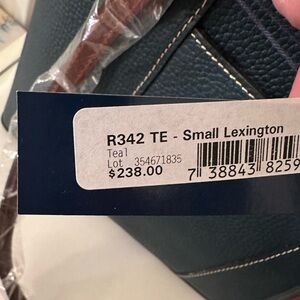 R342 TE - Small Lexington
Teal
Lot 354671835
$238.00
7 38843 8259